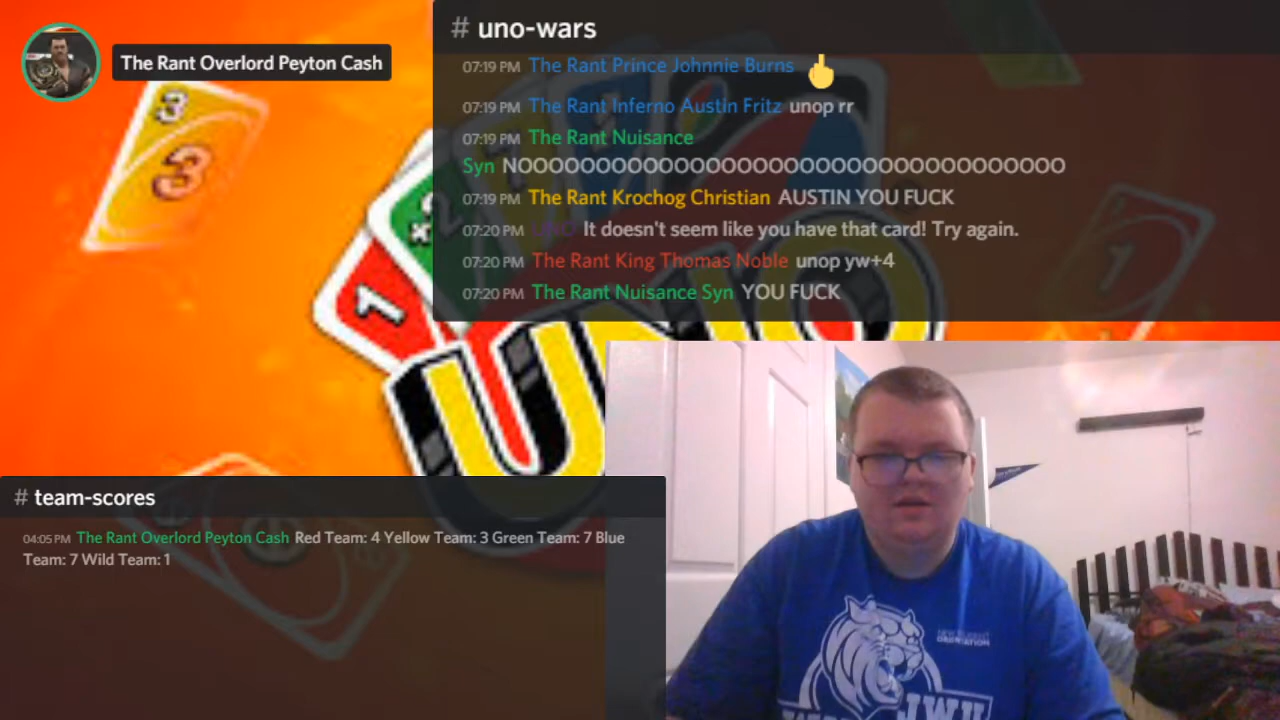 The Rant Overlord Peyton Cash
# uno-wars
07:19 PM The Rant Prince Johnnie Burns
07:19 PM The Rant Inferno Austin Fritz unop rr
07:19 PM The Rant Nuisance
Syn NOOOOOOOOOOOOOOOOOOOOOOOOOOOOOOOOOOO
07:19 PM The Rant Krochog Christian AUSTIN YOU FUCK
07:20 PM UNO It doesn't seem like you have that card! Try again.
07:20 PM The Rant King Thomas Noble unop yw+4
07:20 PM The Rant Nuisance Syn YOU FUCK
3
3
1
1
UNO
# team-scores
04:05 PM The Rant Overlord Peyton Cash Red Team: 4 Yellow Team: 3 Green Team: 7 Blue
Team: 7 Wild Team: 1
ORIENTATION
JWU